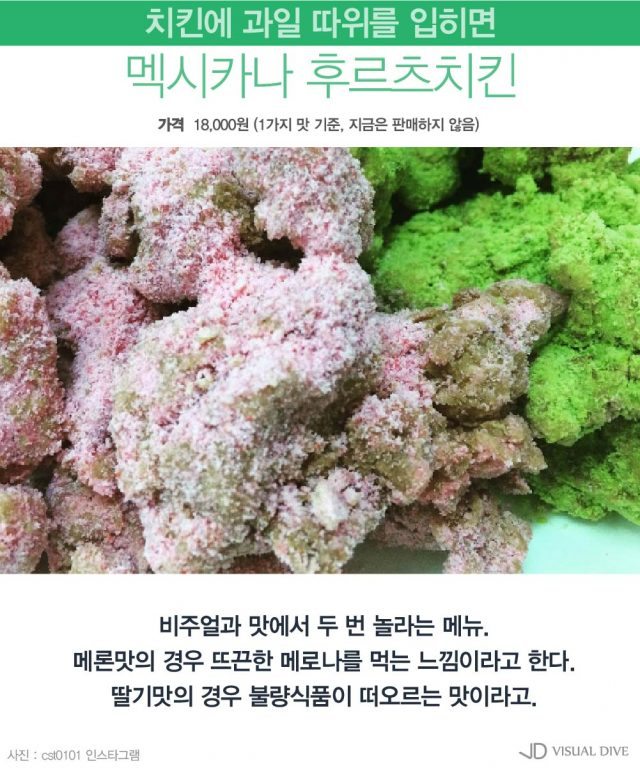 치킨에 과일 따위를 입히면
멕시카나 후르츠치킨
가격 18,000원 (1가지 맛 기준, 지금은 판매하지 않음)
비주얼과 맛에서 두 번 놀라는 메뉴.
메론맛의 경우 뜨끈한 메로나를 먹는 느낌이라고 한다.
딸기맛의 경우 불량식품이 떠오르는 맛이라고.
사진 : cst0101 인스타그램
JD VISUAL DIVE